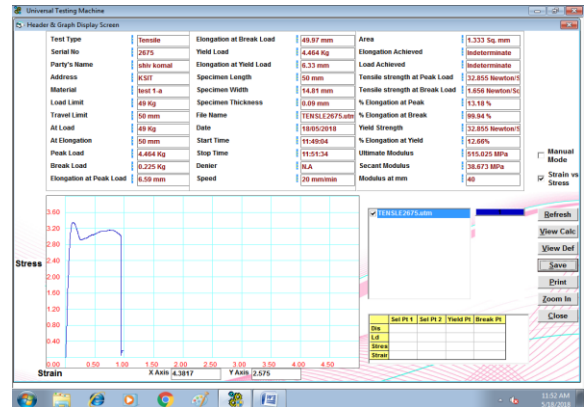 Universal Testing Machine
Header & Graph Display Screen
Test Type Tensile Elongation at Break Load 49.97 mm Area 1.333 Sq. mm
Serial No 2675 Yield Load 4.464 Kg Elongation Achieved Indeterminate
Party's Name shiv komal Elongation at Yield Load 6.33 mm Load Achieved Indeterminate
Address KSIT Specimen Length 50 mm Tensile strength at Peak Load 32.855 Newton/S
Material test 1-a Specimen Width 14.81 mm Tensile strength at Break Load 1.656 Newton/Sc
Load Limit 49 Kg Specimen Thickness 0.09 mm % Elongation at Peak 13.18 %
Travel Limit 50 mm File Name TENSLE2675.utm % Elongation at Break 99.94 %
At Load 49 Kg Date 18/05/2018 Yield Strength 32.855 Newton/S
At Elongation 50 mm Start Time 11:49:04 % Elongation at Yield 12.66%
Peak Load 4.464 Kg Stop Time 11:51:34 Ultimate Modulus 515.025 MPa
Break Load 0.225 Kg Denier N.A Secant Modulus 38.673 MPa
Elongation at Peak Load 6.59 mm Speed 20 mm/min Modulus at mm 40
Manual Mode
Strain vs Stress
3.60
3.20
2.80
2.40
Stress
2.00
1.60
1.20
0.80
0.40
0.00 0.50 1.00 1.50 2.00 2.50 3.00 3.50 4.00 4.50
Strain X Axis 4.3817 Y Axis 2.575
TENSLE2675.utm
Sel Pt 1 Sel Pt 2 Yield Pt Break Pt
Dis
Ld
Stres
Strair
Refresh
View Calc
View Def
Save
Print
Zoom In
Close
11:52 AM
5/18/2018